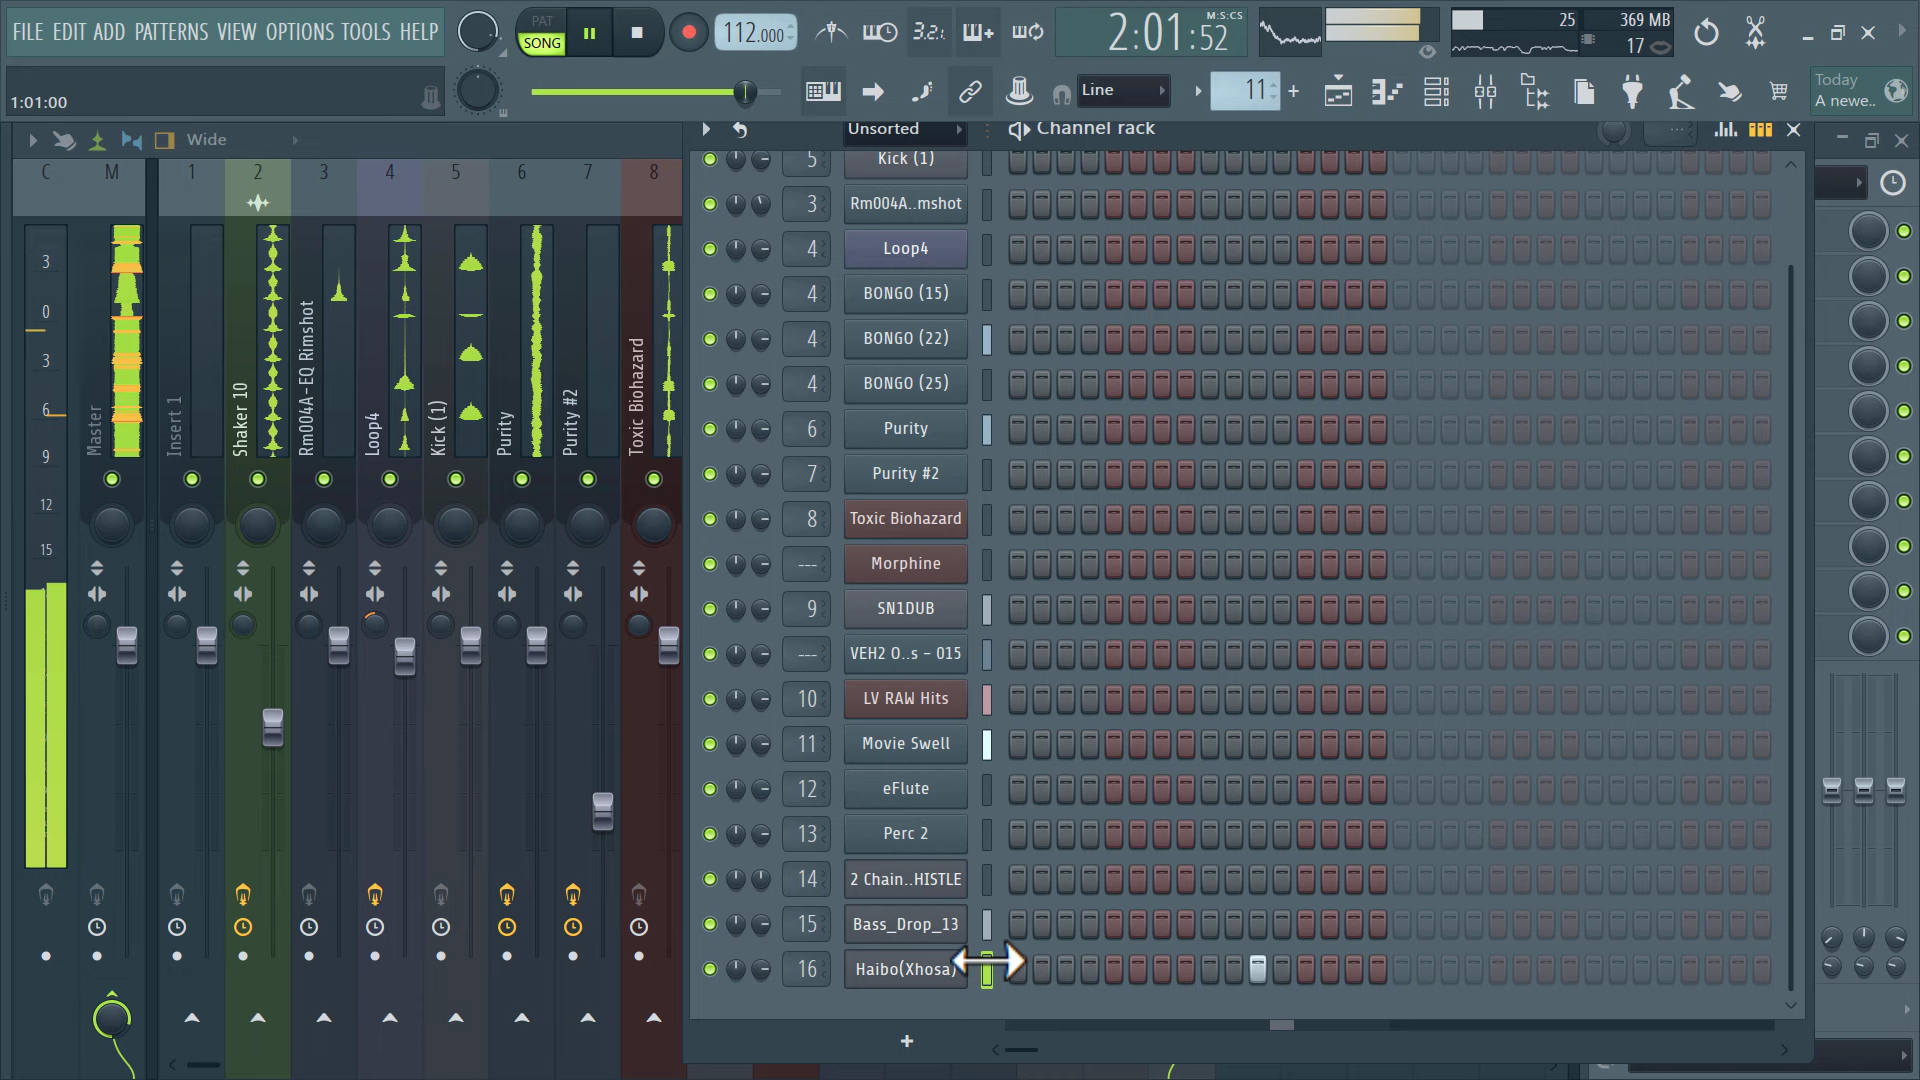 FILE EDIT ADD PATTERNS VIEW OPTIONS TOOLS HELP
PAT
SONG
112.000
3.2.1
2:01:52
M:S:CS
25
369 MB
17
1:01:00
Line
11
Today
A newe..
Wide
Unsorted
Channel rack
C M 1 2 3 4 5 6 7 8
3
0
3
6
9
12
15
Master
Insert 1
Shaker 10
Rm004A-EQ Rimshot
Loop4
Kick (1)
Purity
Purity #2
Toxic Biohazard
5 Kick (1)
3 Rm004A..mshot
4 Loop4
4 BONGO (15)
4 BONGO (22)
4 BONGO (25)
6 Purity
7 Purity #2
8 Toxic Biohazard
--- Morphine
9 SN1DUB
--- VEH2 O..s - 015
10 LV RAW Hits
11 Movie Swell
12 eFlute
13 Perc 2
14 2 Chain..HISTLE
15 Bass_Drop_13
16 Haibo(Xhosa)